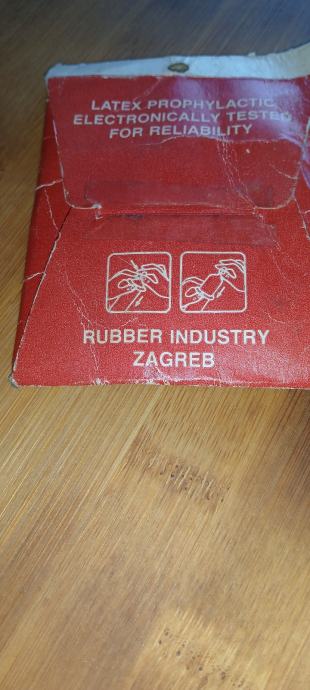 LATEX PROPHYLACTIC
ELECTRONICALLY TESTED
FOR RELIABILITY
RUBBER INDUSTRY
ZAGREB